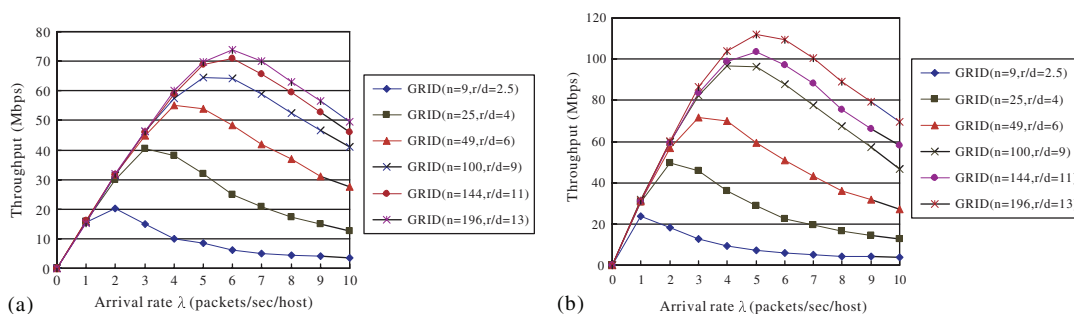 80
70
60
50
40
30
20
10
0
Throughput (Mbps)
0 1 2 3 4 5 6 7 8 9 10
Arrival rate λ (packets/sec/host)
GRID(n=9,r/d=2.5)
GRID(n=25,r/d=4)
GRID(n=49,r/d=6)
GRID(n=100,r/d=9)
GRID(n=144,r/d=11)
GRID(n=196,r/d=13)
(a)
120
100
80
60
40
20
0
Throughput (Mbps)
0 1 2 3 4 5 6 7 8 9 10
Arrival rate λ (packets/sec/host)
GRID(n=9,r/d=2.5)
GRID(n=25,r/d=4)
GRID(n=49,r/d=6)
GRID(n=100,r/d=9)
GRID(n=144,r/d=11)
GRID(n=196,r/d=13)
(b)